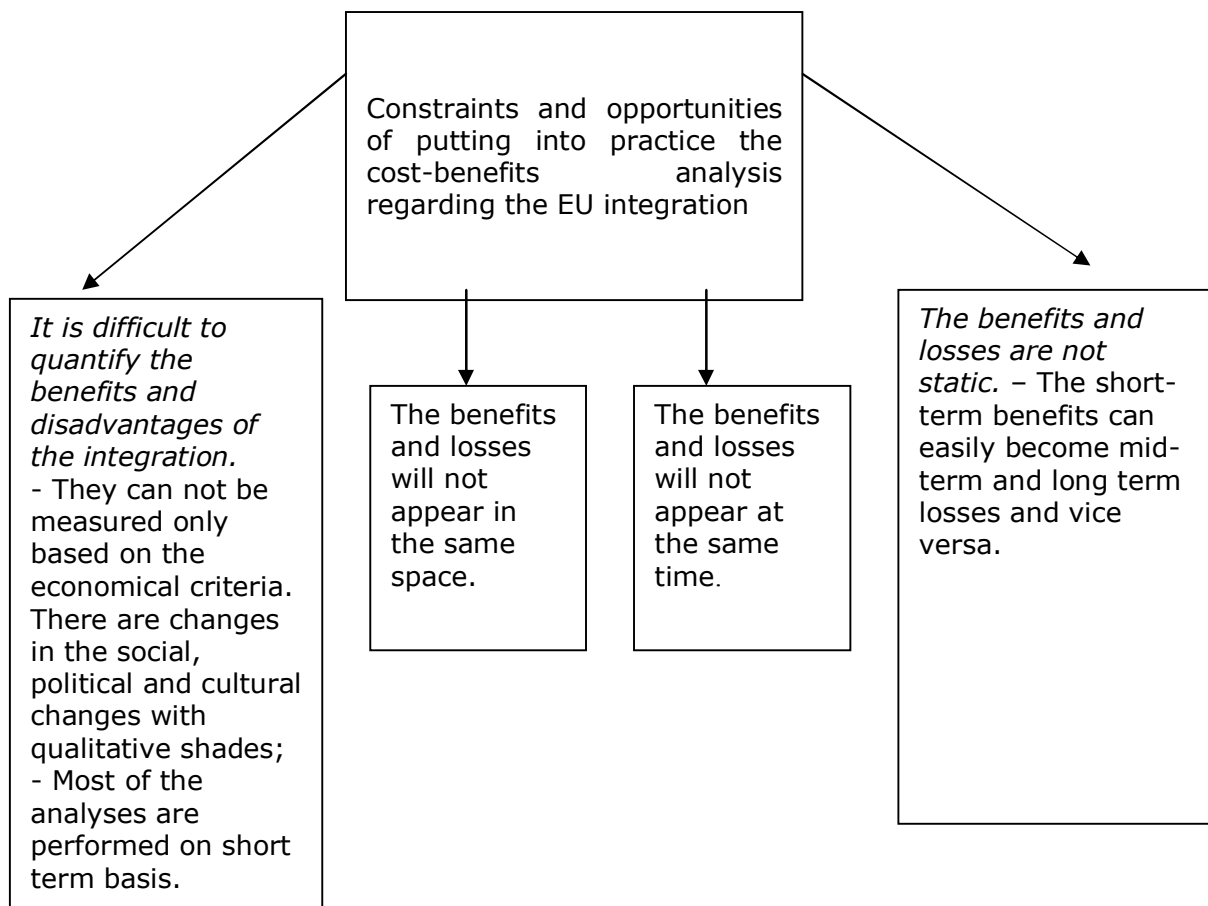 Constraints and opportunities
of putting into practice the
cost-benefits analysis
regarding the EU integration
It is difficult to
quantify the
benefits and
disadvantages of
the integration.
- They can not be
measured only
based on the
economical criteria.
There are changes
in the social,
political and cultural
changes with
qualitative shades;
- Most of the
analyses are
performed on short
term basis.
The benefits
and losses
will not
appear in
the same
space.
The benefits
and losses
will not
appear at
the same
time.
The benefits and
losses are not
static. – The short-
term benefits can
easily become mid-
term and long term
losses and vice
versa.